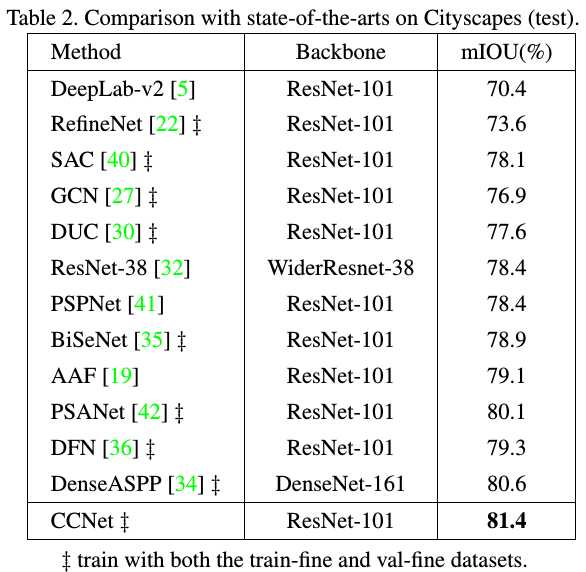 Table 2. Comparison with state-of-the-arts on Cityscapes (test).
Method Backbone mIOU(%)
DeepLab-v2 [5] ResNet-101 70.4
RefineNet [22] ‡ ResNet-101 73.6
SAC [40] ‡ ResNet-101 78.1
GCN [27] ‡ ResNet-101 76.9
DUC [30] ‡ ResNet-101 77.6
ResNet-38 [32] WiderResnet-38 78.4
PSPNet [41] ResNet-101 78.4
BiSeNet [35] ‡ ResNet-101 78.9
AAF [19] ResNet-101 79.1
PSANet [42] ‡ ResNet-101 80.1
DFN [36] ‡ ResNet-101 79.3
DenseASPP [34] ‡ DenseNet-161 80.6
CCNet ‡ ResNet-101 81.4
‡ train with both the train-fine and val-fine datasets.